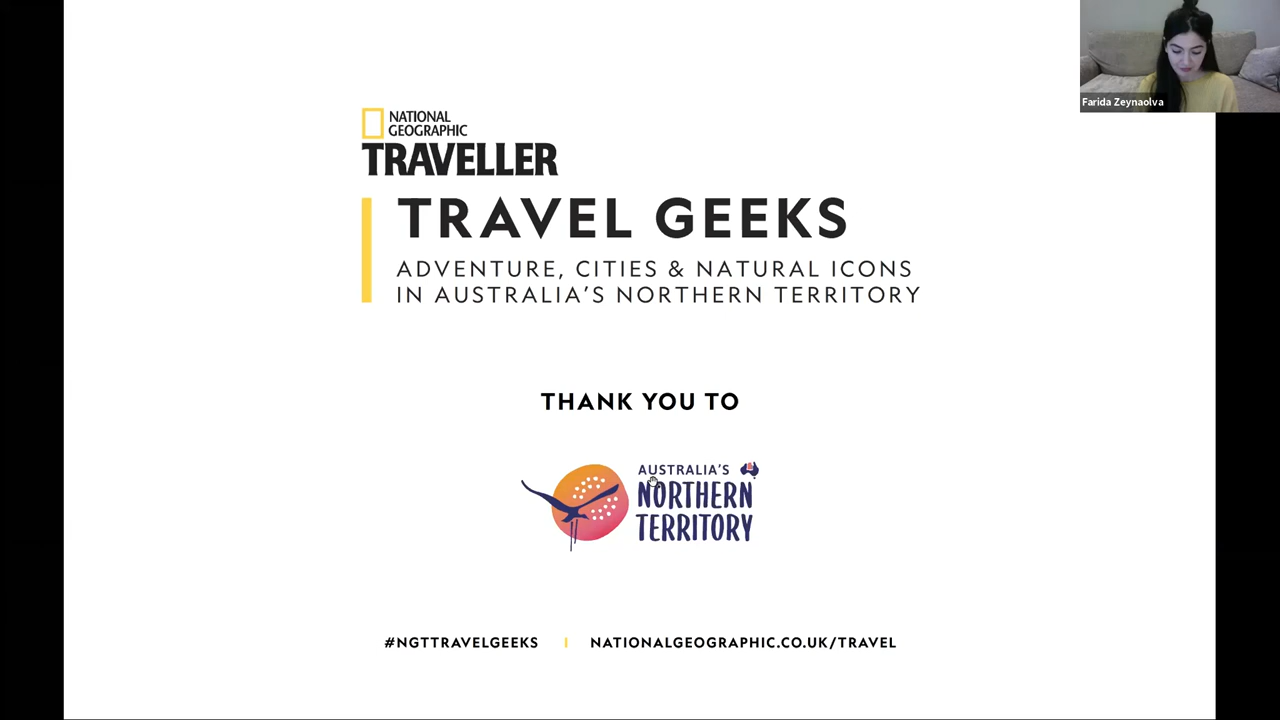 NATIONAL
GEOGRAPHIC
TRAVELLER
TRAVEL GEEKS
ADVENTURE, CITIES & NATURAL ICONS
IN AUSTRALIA'S NORTHERN TERRITORY
THANK YOU TO
AUSTRALIA'S
NORTHERN
TERRITORY
#NGTTRAVELGEEKS | NATIONALGEOGRAPHIC.CO.UK/TRAVEL
Farida Zeynaolva